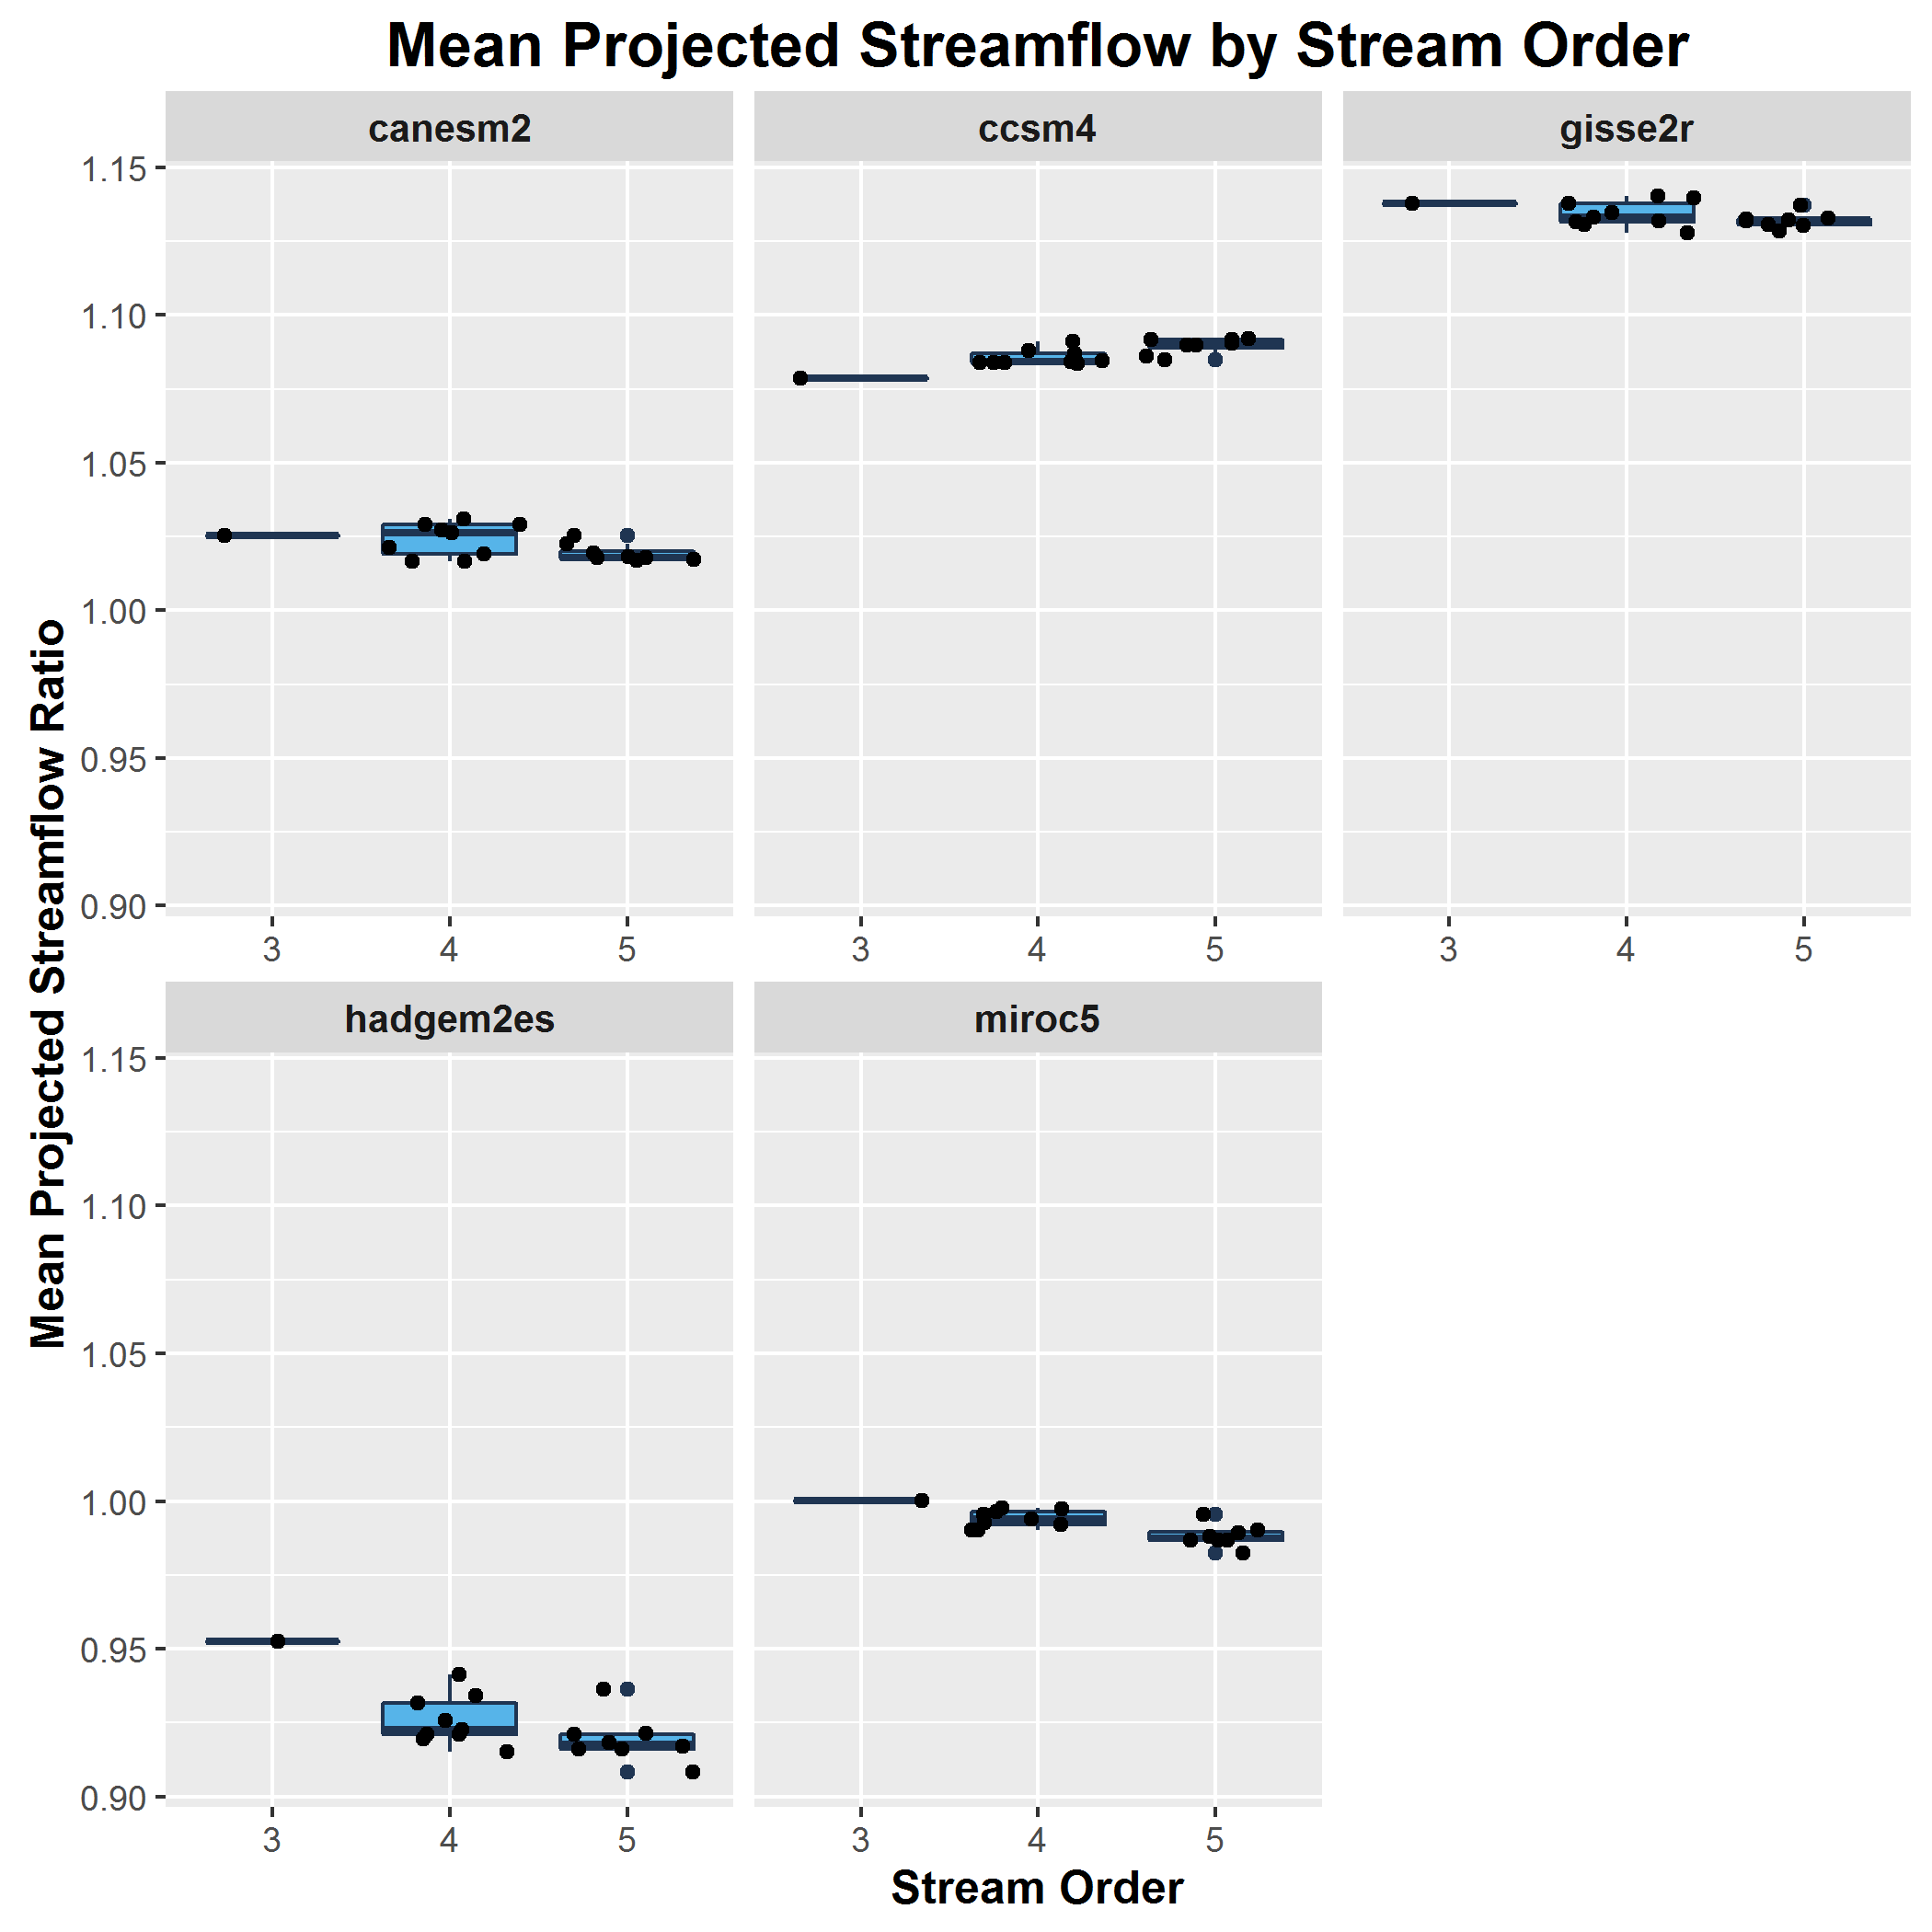 Mean Projected Streamflow by Stream Order
canesm2 ccsm4 gisse2r
1.15
1.10
1.05
1.00
0.95
0.90
3 4 5 3 4 5 3 4 5
Mean Projected Streamflow Ratio
hadgem2es miroc5
1.15
1.10
1.05
1.00
0.95
0.90
3 4 5 3 4 5
Stream Order